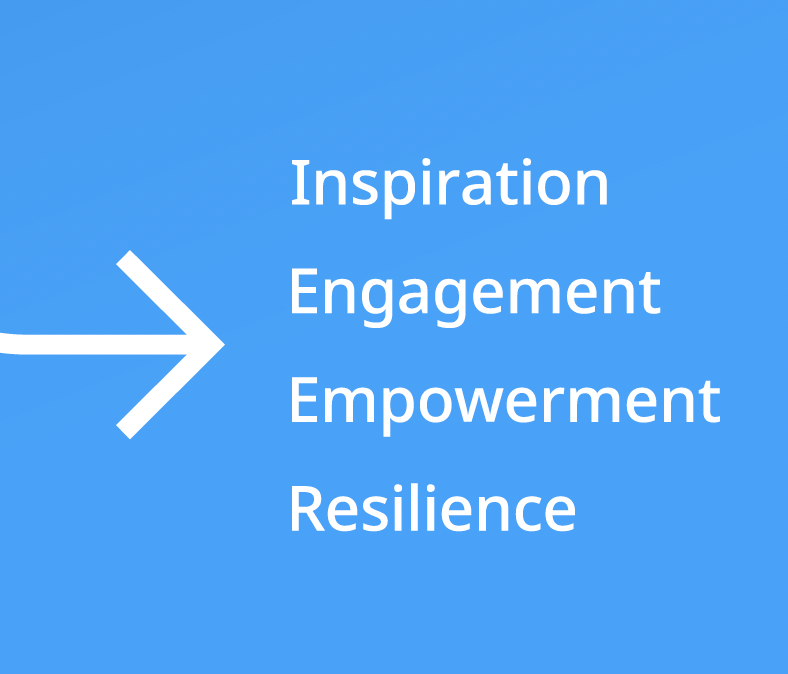 Inspiration
Engagement
Empowerment
Resilience